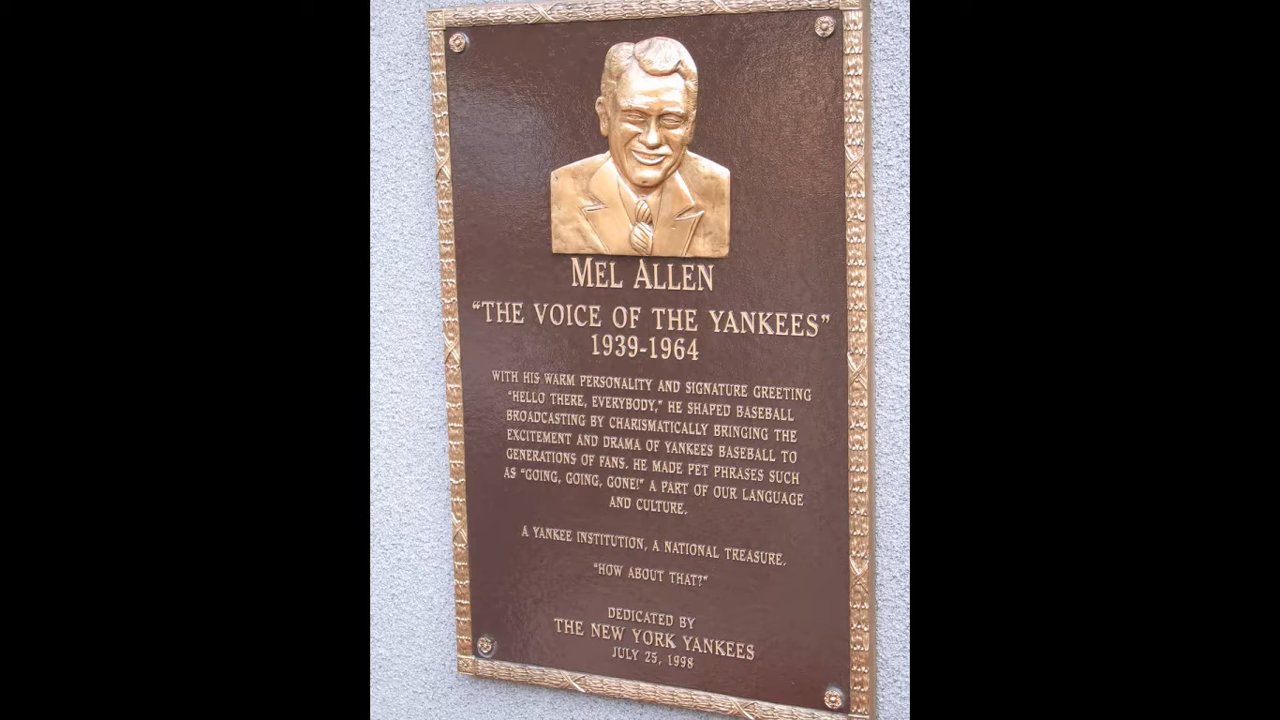 MEL ALLEN
"THE VOICE OF THE YANKEES"
1939-1964
WITH HIS WARM PERSONALITY AND SIGNATURE GREETING
"HELLO THERE, EVERYBODY," HE SHAPED BASEBALL
BROADCASTING BY CHARISMATICALLY BRINGING THE
EXCITEMENT AND DRAMA OF YANKEES BASEBALL TO
GENERATIONS OF FANS. HE MADE PET PHRASES SUCH
AS "GOING, GOING, GONE!" A PART OF OUR LANGUAGE
AND CULTURE.
A YANKEE INSTITUTION, A NATIONAL TREASURE.
"HOW ABOUT THAT?"
DEDICATED BY
THE NEW YORK YANKEES
JULY 25, 1998